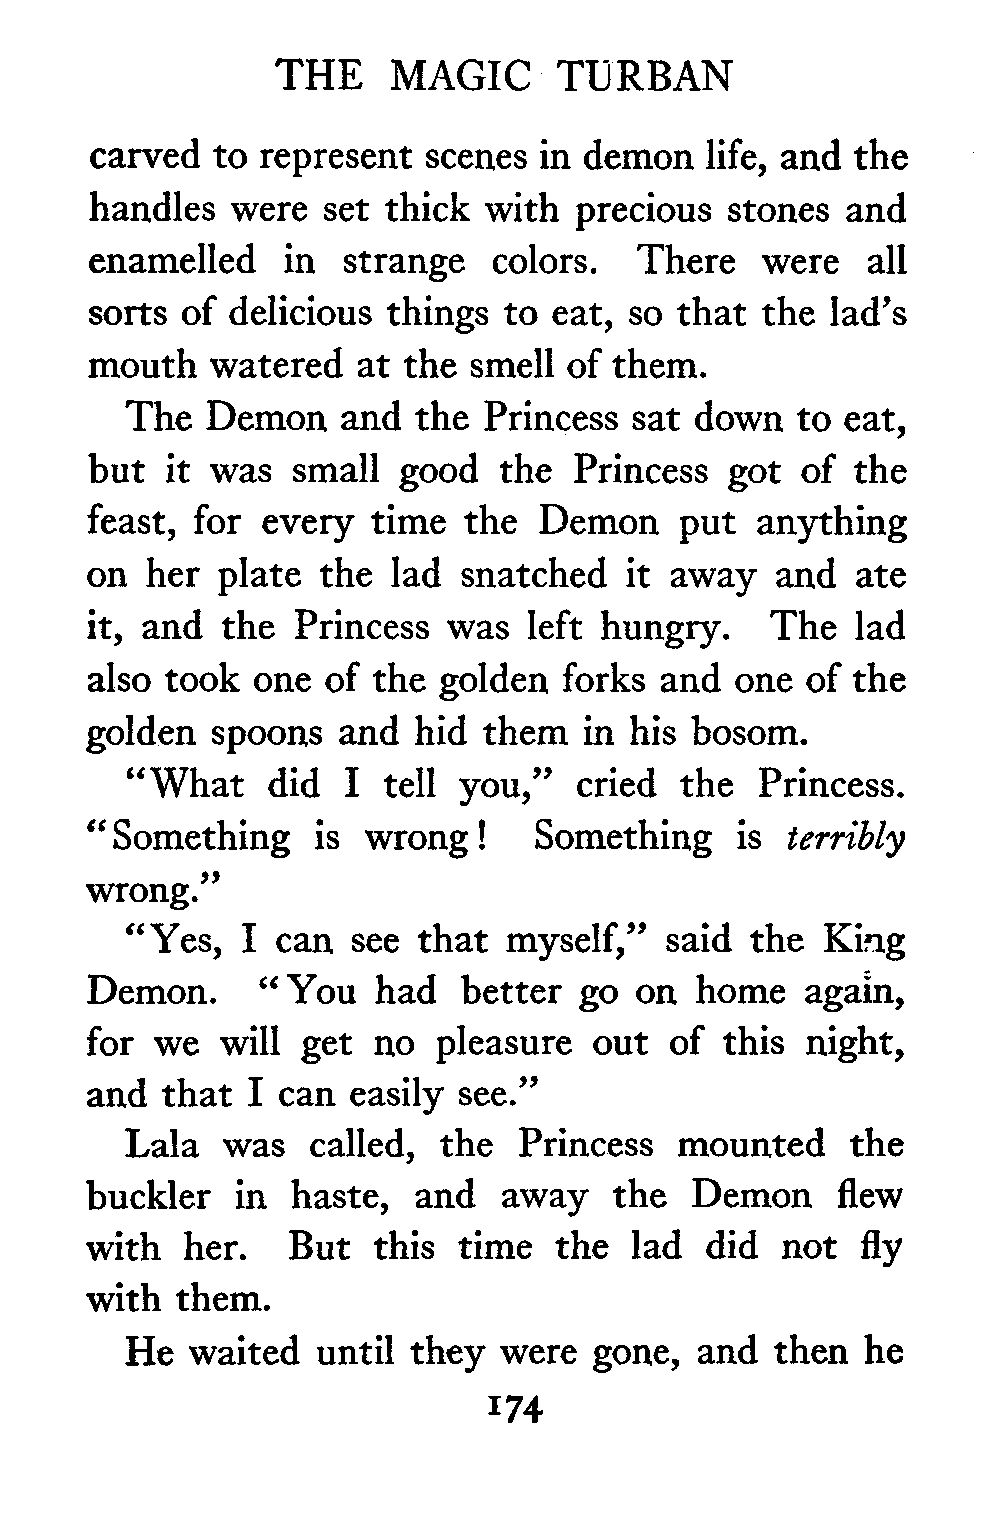 THE MAGIC TURBAN
carved to represent scenes in demon life, and the
handles were set thick with precious stones and
enamelled in strange colors. There were all
sorts of delicious things to eat, so that the lad's
mouth watered at the smell of them.
The Demon and the Princess sat down to eat,
but it was small good the Princess got of the
feast, for every time the Demon put anything
on her plate the lad snatched it away and ate
it, and the Princess was left hungry. The lad
also took one of the golden forks and one of the
golden spoons and hid them in his bosom.
"What did I tell you," cried the Princess.
"Something is wrong! Something is terribly
wrong."
"Yes, I can see that myself," said the King
Demon. "You had better go on home again,
for we will get no pleasure out of this night,
and that I can easily see."
Lala was called, the Princess mounted the
buckler in haste, and away the Demon flew
with her. But this time the lad did not fly
with them.
He waited until they were gone, and then he
174